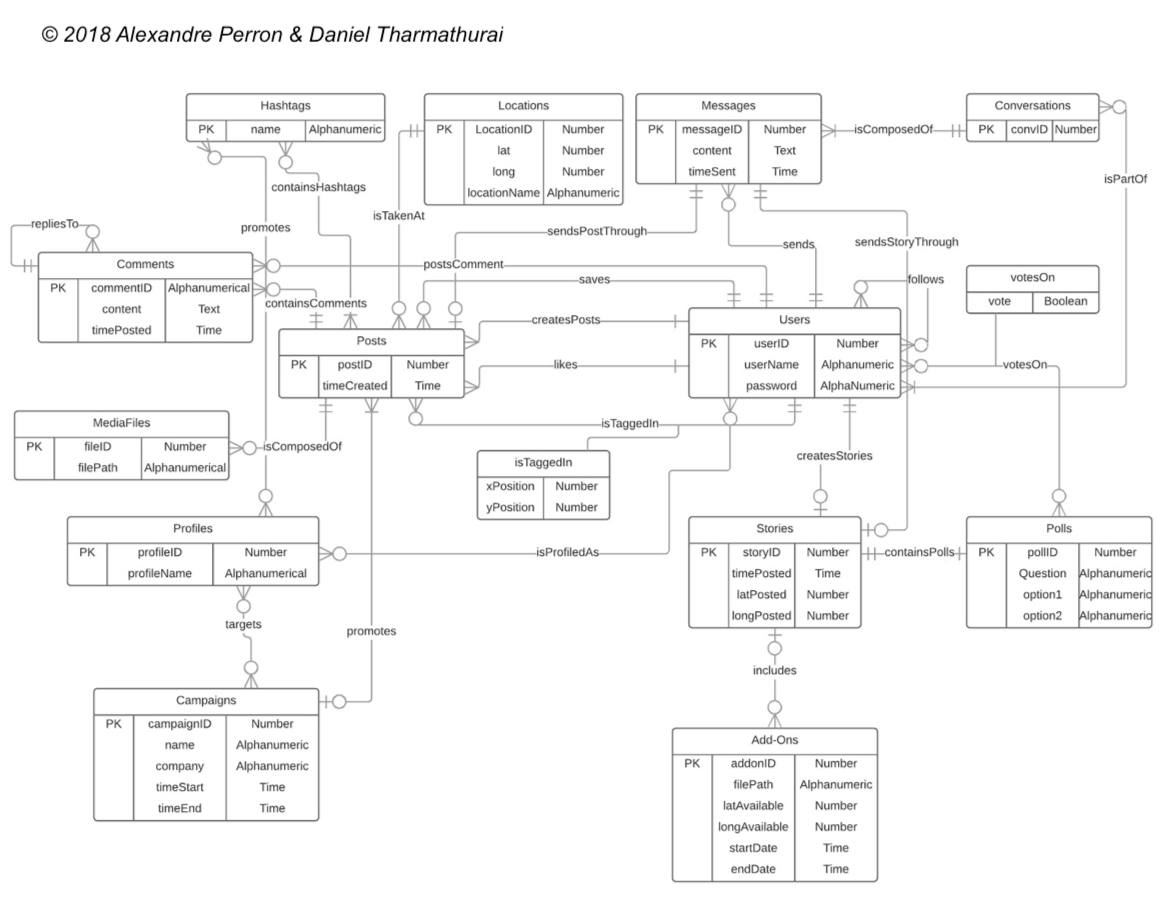 © 2018 Alexandre Perron & Daniel Tharmathurai
Hashtags
PK name Alphanumeric
Locations
PK LocationID Number
lat Number
long Number
locationName Alphanumeric
Messages
PK messageID Number
content Text
timeSent Time
isComposedOf
Conversations
PK convID Number
isPartOf
containsHashtags
isTakenAt
repliesTo
promotes
sendsPostThrough
sends
sendsStoryThrough
Comments
PK commentID Alphanumerical
content Text
timePosted Time
postsComment
saves
follows
votesOn
vote Boolean
containsComments
createsPosts
likes
Posts
PK postID Number
timeCreated Time
Users
PK userID Number
userName Alphanumeric
password AlphaNumeric
votesOn
MediaFiles
PK fileID Number
filePath Alphanumerical
isComposedOf
isTaggedIn
isTaggedIn
xPosition Number
yPosition Number
createsStories
Profiles
PK profileID Number
profileName Alphanumerical
isProfiledAs
Stories
PK storyID Number
timePosted Time
latPosted Number
longPosted Number
containsPolls
Polls
PK pollID Number
Question Alphanumeric
option1 Alphanumeric
option2 Alphanumeric
targets
promotes
includes
Campaigns
PK campaignID Number
name Alphanumeric
company Alphanumeric
timeStart Time
timeEnd Time
Add-Ons
PK addonID Number
filePath Alphanumeric
latAvailable Number
longAvailable Number
startDate Time
endDate Time